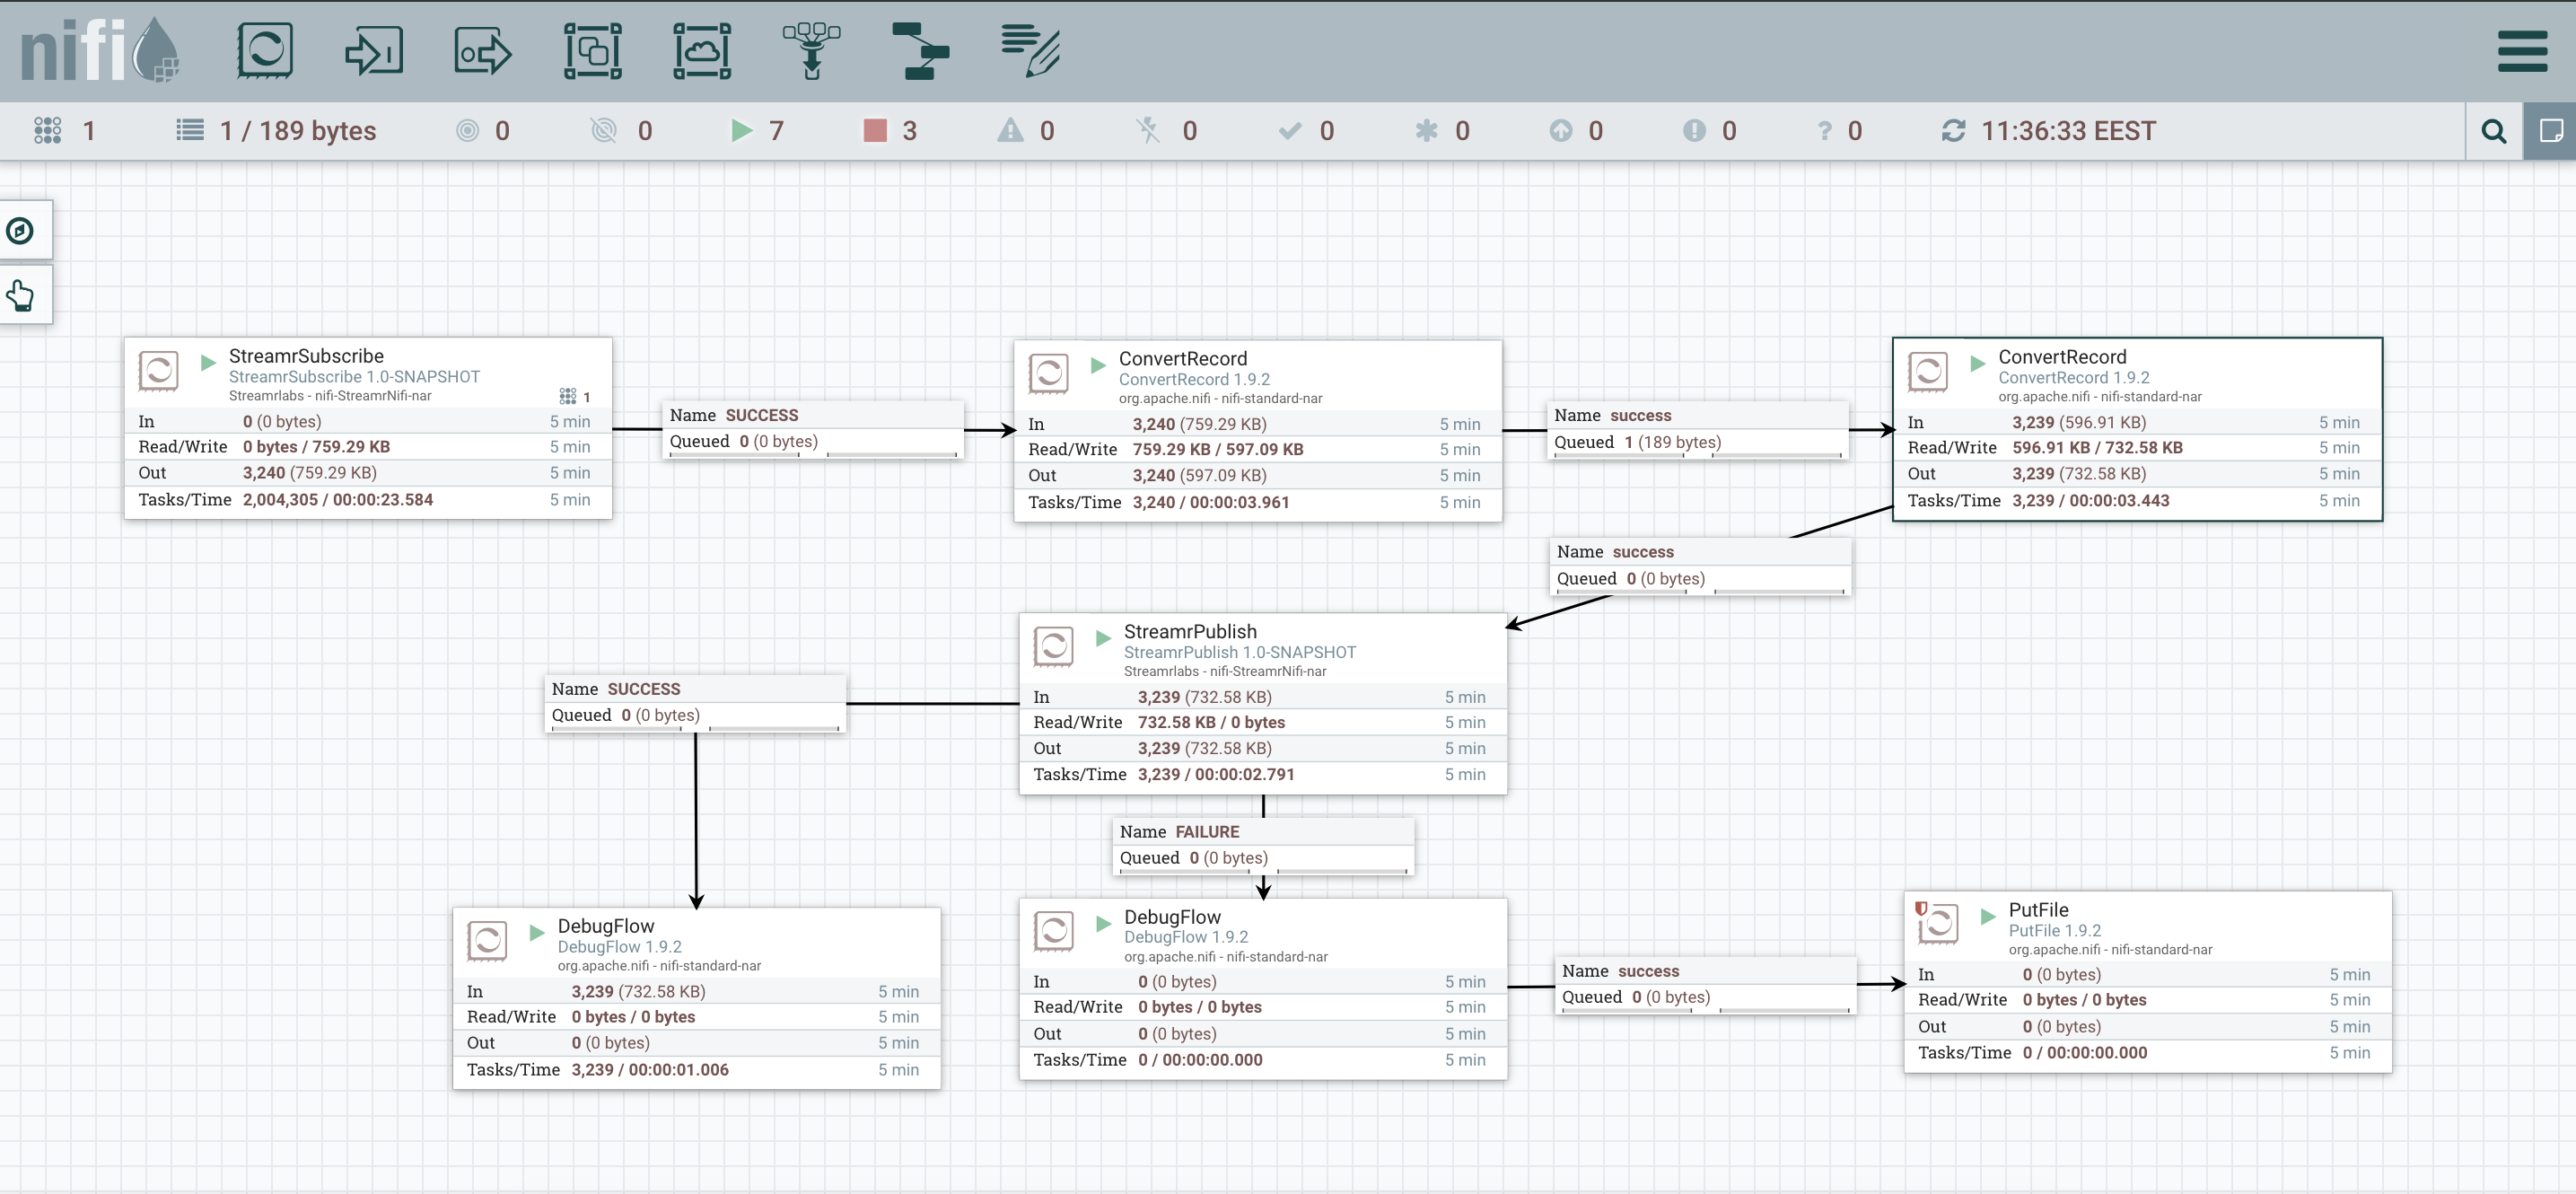 nifi
1
1 / 189 bytes
0
0
7
3
0
0
0
0
0
0
0
11:36:33 EEST
StreamrSubscribe
StreamrSubscribe 1.0-SNAPSHOT
Streamrlabs - nifi-StreamrNifi-nar
1
In 0 (0 bytes) 5 min
Read/Write 0 bytes / 759.29 KB 5 min
Out 3,240 (759.29 KB) 5 min
Tasks/Time 2,004,305 / 00:00:23.584 5 min
Name SUCCESS
Queued 0 (0 bytes)
ConvertRecord
ConvertRecord 1.9.2
org.apache.nifi - nifi-standard-nar
In 3,240 (759.29 KB) 5 min
Read/Write 759.29 KB / 597.09 KB 5 min
Out 3,240 (597.09 KB) 5 min
Tasks/Time 3,240 / 00:00:03.961 5 min
Name success
Queued 1 (189 bytes)
ConvertRecord
ConvertRecord 1.9.2
org.apache.nifi - nifi-standard-nar
In 3,239 (596.91 KB) 5 min
Read/Write 596.91 KB / 732.58 KB 5 min
Out 3,239 (732.58 KB) 5 min
Tasks/Time 3,239 / 00:00:03.443 5 min
Name success
Queued 0 (0 bytes)
StreamrPublish
StreamrPublish 1.0-SNAPSHOT
Streamrlabs - nifi-StreamrNifi-nar
In 3,239 (732.58 KB) 5 min
Read/Write 732.58 KB / 0 bytes 5 min
Out 3,239 (732.58 KB) 5 min
Tasks/Time 3,239 / 00:00:02.791 5 min
Name SUCCESS
Queued 0 (0 bytes)
Name FAILURE
Queued 0 (0 bytes)
DebugFlow
DebugFlow 1.9.2
org.apache.nifi - nifi-standard-nar
In 3,239 (732.58 KB) 5 min
Read/Write 0 bytes / 0 bytes 5 min
Out 0 (0 bytes) 5 min
Tasks/Time 3,239 / 00:00:01.006 5 min
DebugFlow
DebugFlow 1.9.2
org.apache.nifi - nifi-standard-nar
In 0 (0 bytes) 5 min
Read/Write 0 bytes / 0 bytes 5 min
Out 0 (0 bytes) 5 min
Tasks/Time 0 / 00:00:00.000 5 min
Name success
Queued 0 (0 bytes)
PutFile
PutFile 1.9.2
org.apache.nifi - nifi-standard-nar
In 0 (0 bytes) 5 min
Read/Write 0 bytes / 0 bytes 5 min
Out 0 (0 bytes) 5 min
Tasks/Time 0 / 00:00:00.000 5 min